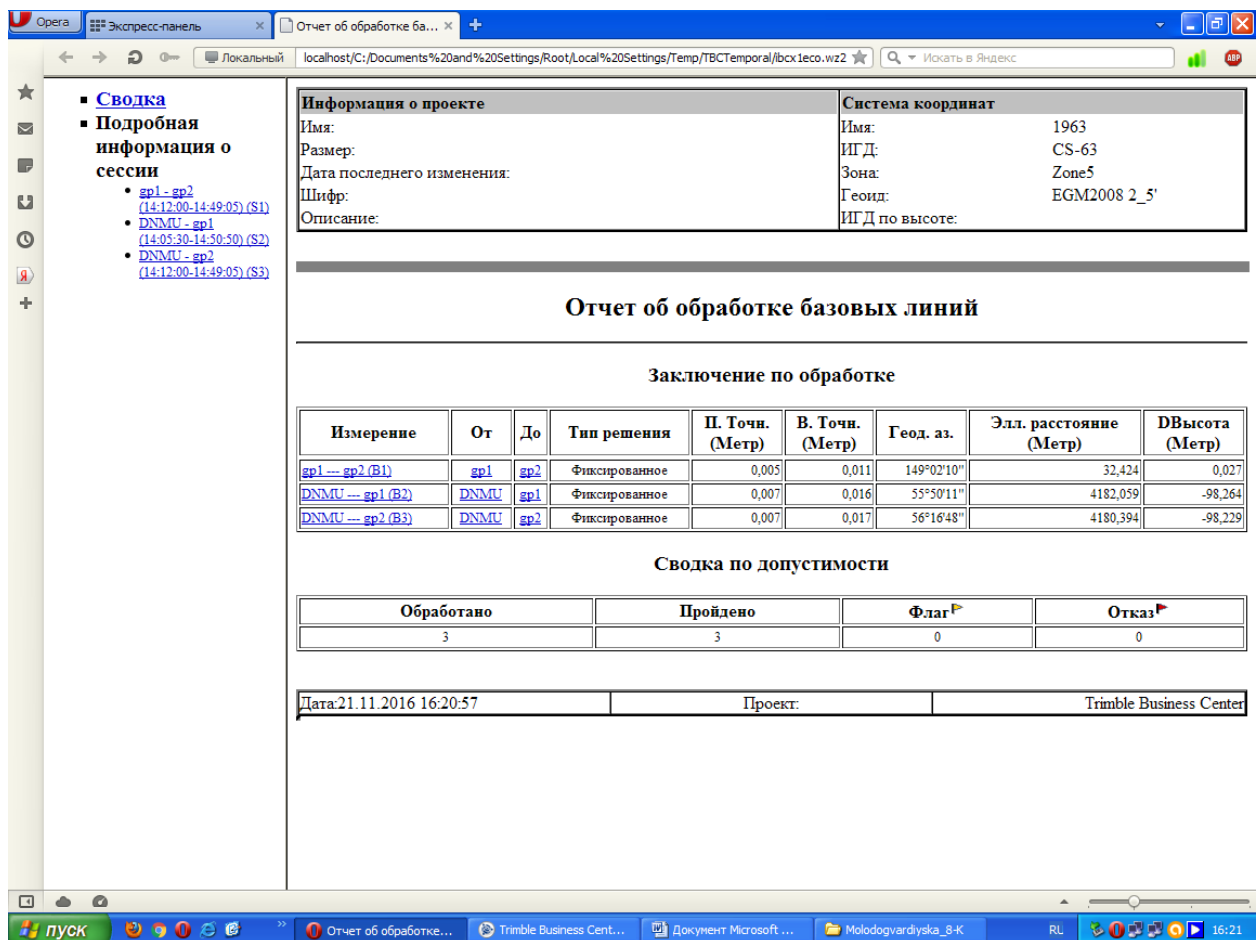 Opera
Экспресс-панель
Отчет об обработке ба...
Локальный
localhost/C:/Documents%20and%20Settings/Root/Local%20Settings/Temp/TBCTemporal/ibcx1eco.wz2
Искать в Яндекс
ABP
Сводка
Подробная информация о сессии
gp1 - gp2 (14:12:00-14:49:05) (S1)
DNMU - gp1 (14:05:30-14:50:50) (S2)
DNMU - gp2 (14:12:00-14:49:05) (S3)
Информация о проекте Система координат
Имя: Имя: 1963
Размер: ИГД: CS-63
Дата последнего изменения: Зона: Zone5
Шифр: Геоид: EGM2008 2_5'
Описание: ИГД по высоте:
Отчет об обработке базовых линий
Заключение по обработке
Измерение От До Тип решения П. Точн. (Метр) В. Точн. (Метр) Геод. аз. Элл. расстояние (Метр) DВысота (Метр)
gp1 --- gp2 (B1) gp1 gp2 Фиксированное 0,005 0,011 149°02'10" 32,424 0,027
DNMU --- gp1 (B2) DNMU gp1 Фиксированное 0,007 0,016 55°50'11" 4182,059 -98,264
DNMU --- gp2 (B3) DNMU gp2 Фиксированное 0,007 0,017 56°16'48" 4180,394 -98,229
Сводка по допустимости
Обработано Пройдено Флаг Отказ
3 3 0 0
Дата:21.11.2016 16:20:57 Проект: Trimble Business Center
пуск
Отчет об обработке...
Trimble Business Cent...
Документ Microsoft ...
Molodogvardiyska_8-K
RL
16:21